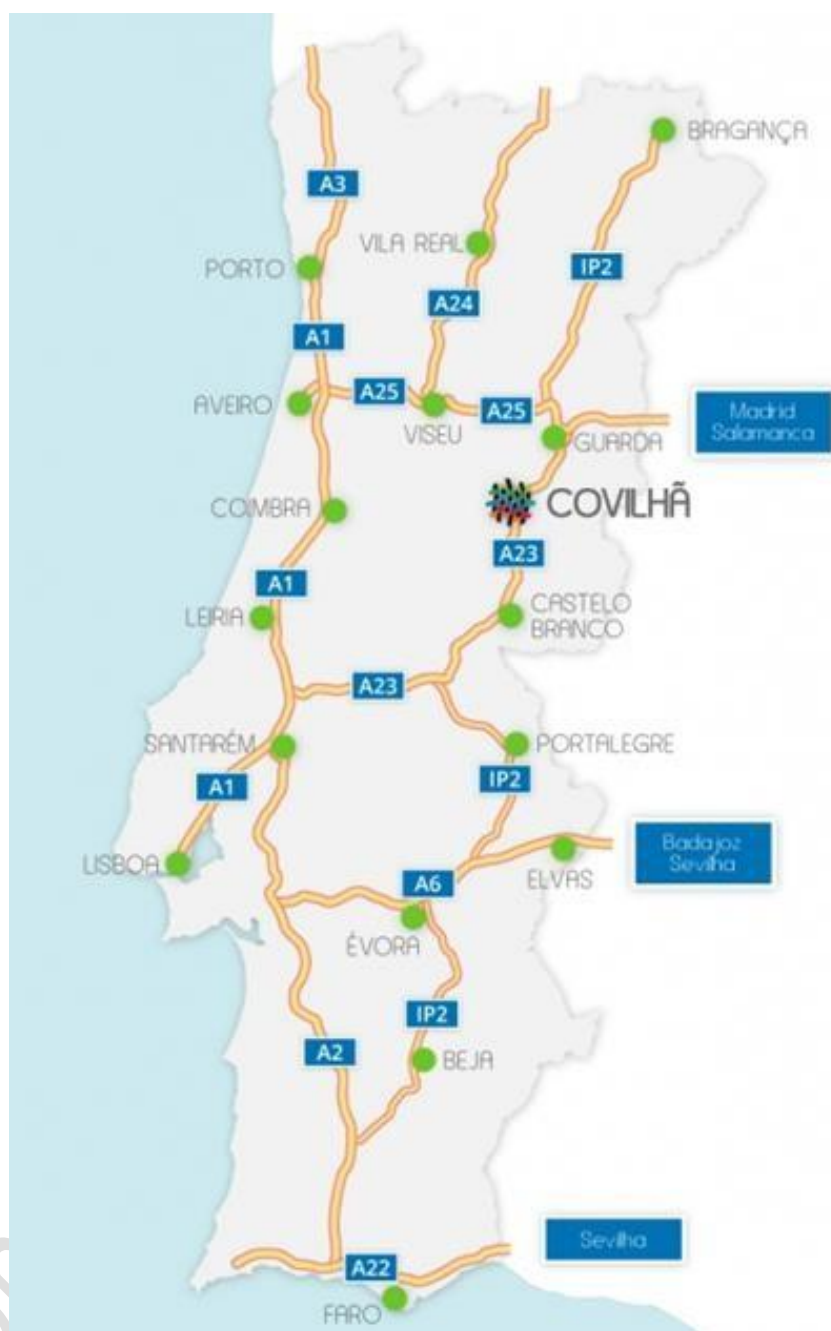 BRAGANÇA
A3
VILA REAL
PORTO
IP2
A24
A1
A25
AVEIRO
VISEU
A25
Madrid
Salamanca
GUARDA
COIMBRA
COVILHÃ
A23
A1
LEIRIA
CASTELO
BRANCO
A23
SANTARÉM
PORTALEGRE
IP2
A1
LISBOA
Badajoz
Sevilha
ELVAS
A6
ÉVORA
IP2
A2
BEJA
Sevilha
A22
FARO